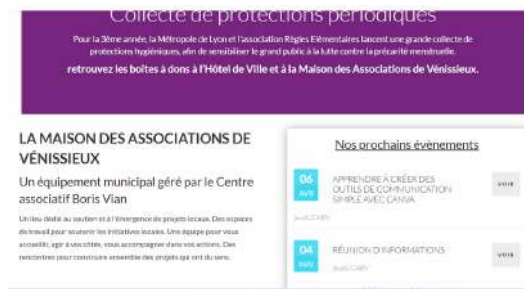 Collecte de protections périodiques
Pour la 3ème année, la Métropole de Lyon et l'association Règles Elémentaires lancent une grande collecte de
protections hygiéniques, afin de sensibiliser le grand public à la lutte contre la précarité menstruelle.
retrouvez les boîtes à dons à l'Hôtel de Ville et à la Maison des Associations de Vénissieux.
LA MAISON DES ASSOCIATIONS DE
VÉNISSIEUX
Un équipement municipal géré par le Centre
associatif Boris Vian
Un lieu dédié au soutien et à l'émergence de projets locaux. Des espaces
de travail pour soutenir les initiatives locales. Une équipe pour vous
accueillir, agir à vos côtés, vous accompagner dans vos actions. Des
rencontres pour construire ensemble des projets qui ont du sens.
Nos prochains évènements
06
AVR
APPRENDRE À CRÉER DES
OUTILS DE COMMUNICATION
SIMPLE AVEC CANVA
VOIR
04
MAI
RÉUNION D'INFORMATIONS
VOIR